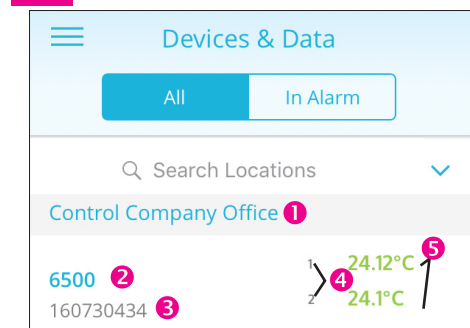 Devices & Data
All In Alarm
Search Locations
Control Company Office 1
1 24.12°C 5
6500 2 4
2 24.1°C
160730434 3